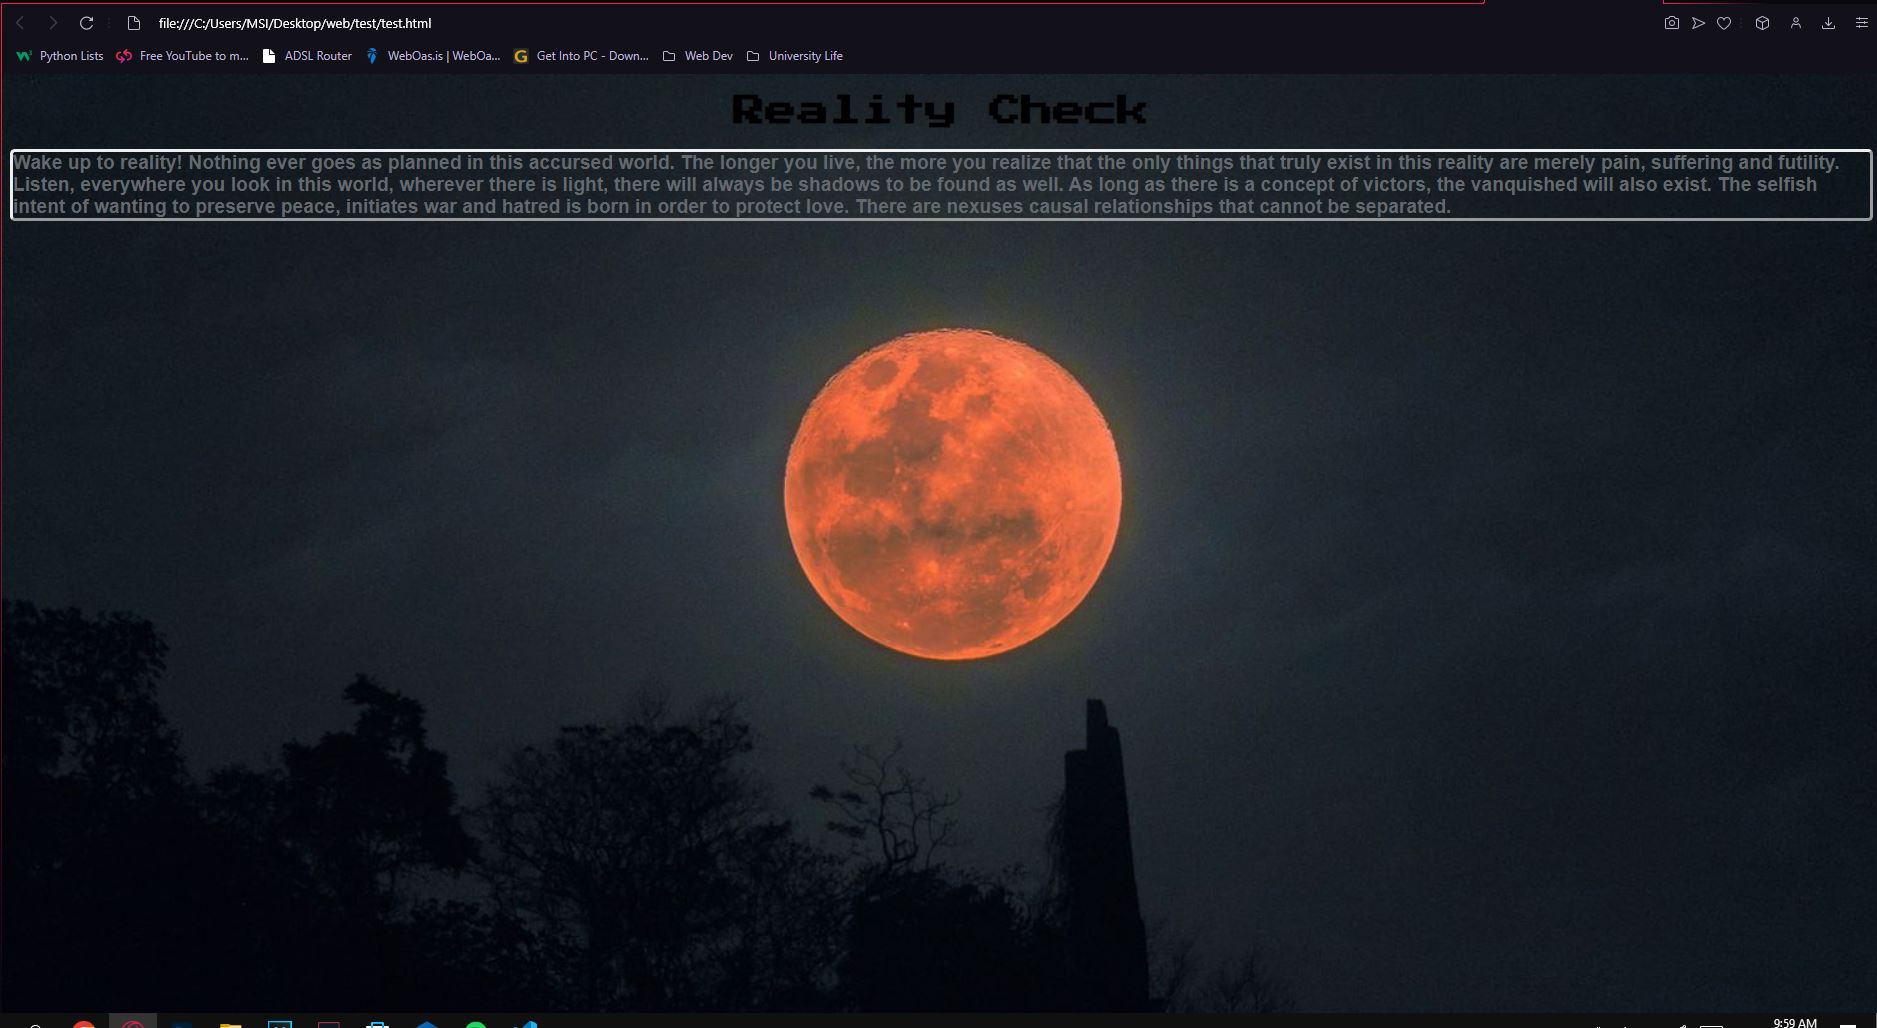 file:///C:/Users/MSI/Desktop/web/test/test.html
Python Lists Free YouTube to m... ADSL Router WebOas.is | WebOa... Get Into PC - Down... Web Dev University Life
Reality Check
Wake up to reality! Nothing ever goes as planned in this accursed world. The longer you live, the more you realize that the only things that truly exist in this reality are merely pain, suffering and futility.
Listen, everywhere you look in this world, wherever there is light, there will always be shadows to be found as well. As long as there is a concept of victors, the vanquished will also exist. The selfish
intent of wanting to preserve peace, initiates war and hatred is born in order to protect love. There are nexuses causal relationships that cannot be separated.
9:59 AM